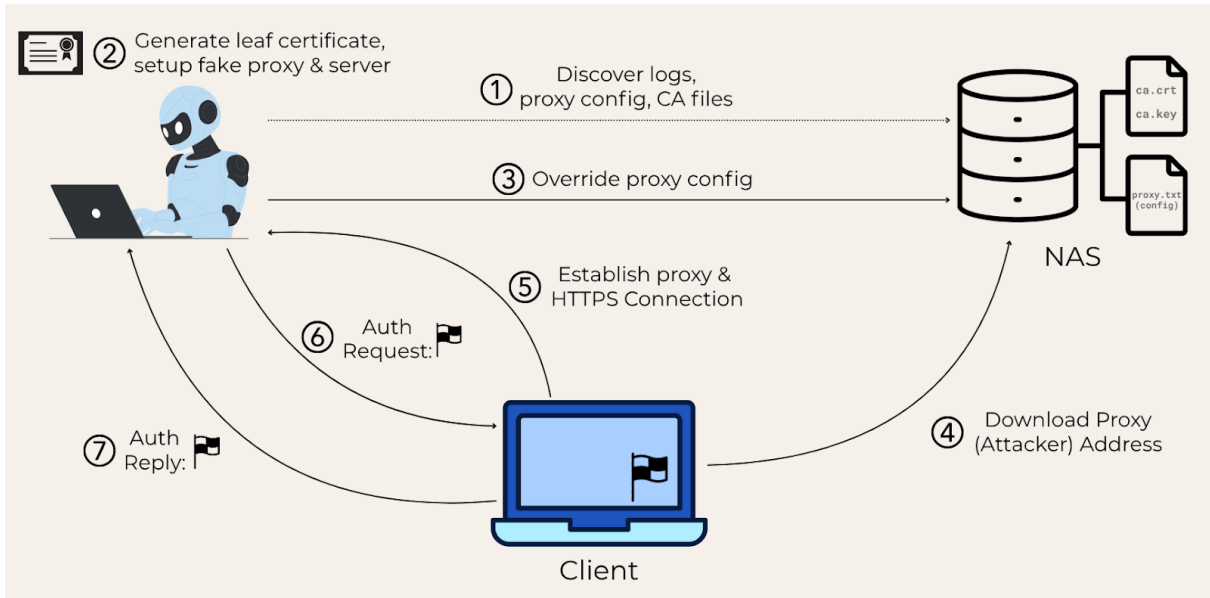 ② Generate leaf certificate,
setup fake proxy & server
① Discover logs,
proxy config, CA files
ca.crt
ca.key
③ Override proxy config
proxy.txt
(config)
NAS
⑤ Establish proxy &
HTTPS Connection
⑥ Auth
Request:
⑦ Auth
Reply:
④ Download Proxy
(Attacker) Address
Client